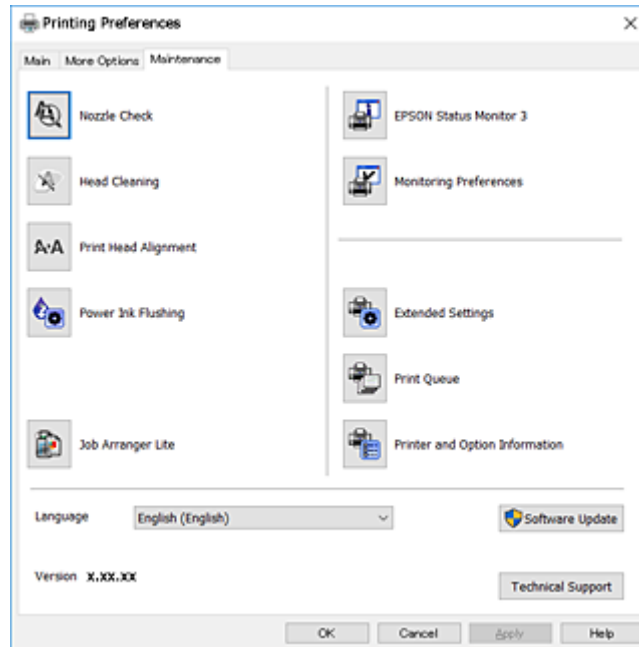 Printing Preferences
Main More Options Maintenance
Nozzle Check
Head Cleaning
A·A Print Head Alignment
Power Ink Flushing
Job Arranger Lite
EPSON Status Monitor 3
Monitoring Preferences
Extended Settings
Print Queue
Printer and Option Information
Language English (English) Software Update
Version X.XX.XX
Technical Support
OK Cancel Apply Help